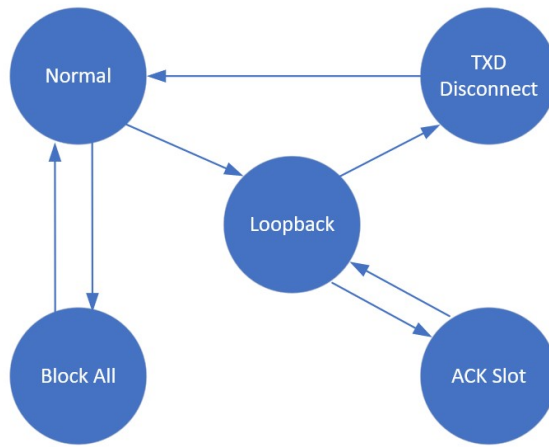 Normal
TXD
Disconnect
Loopback
Block All
ACK Slot